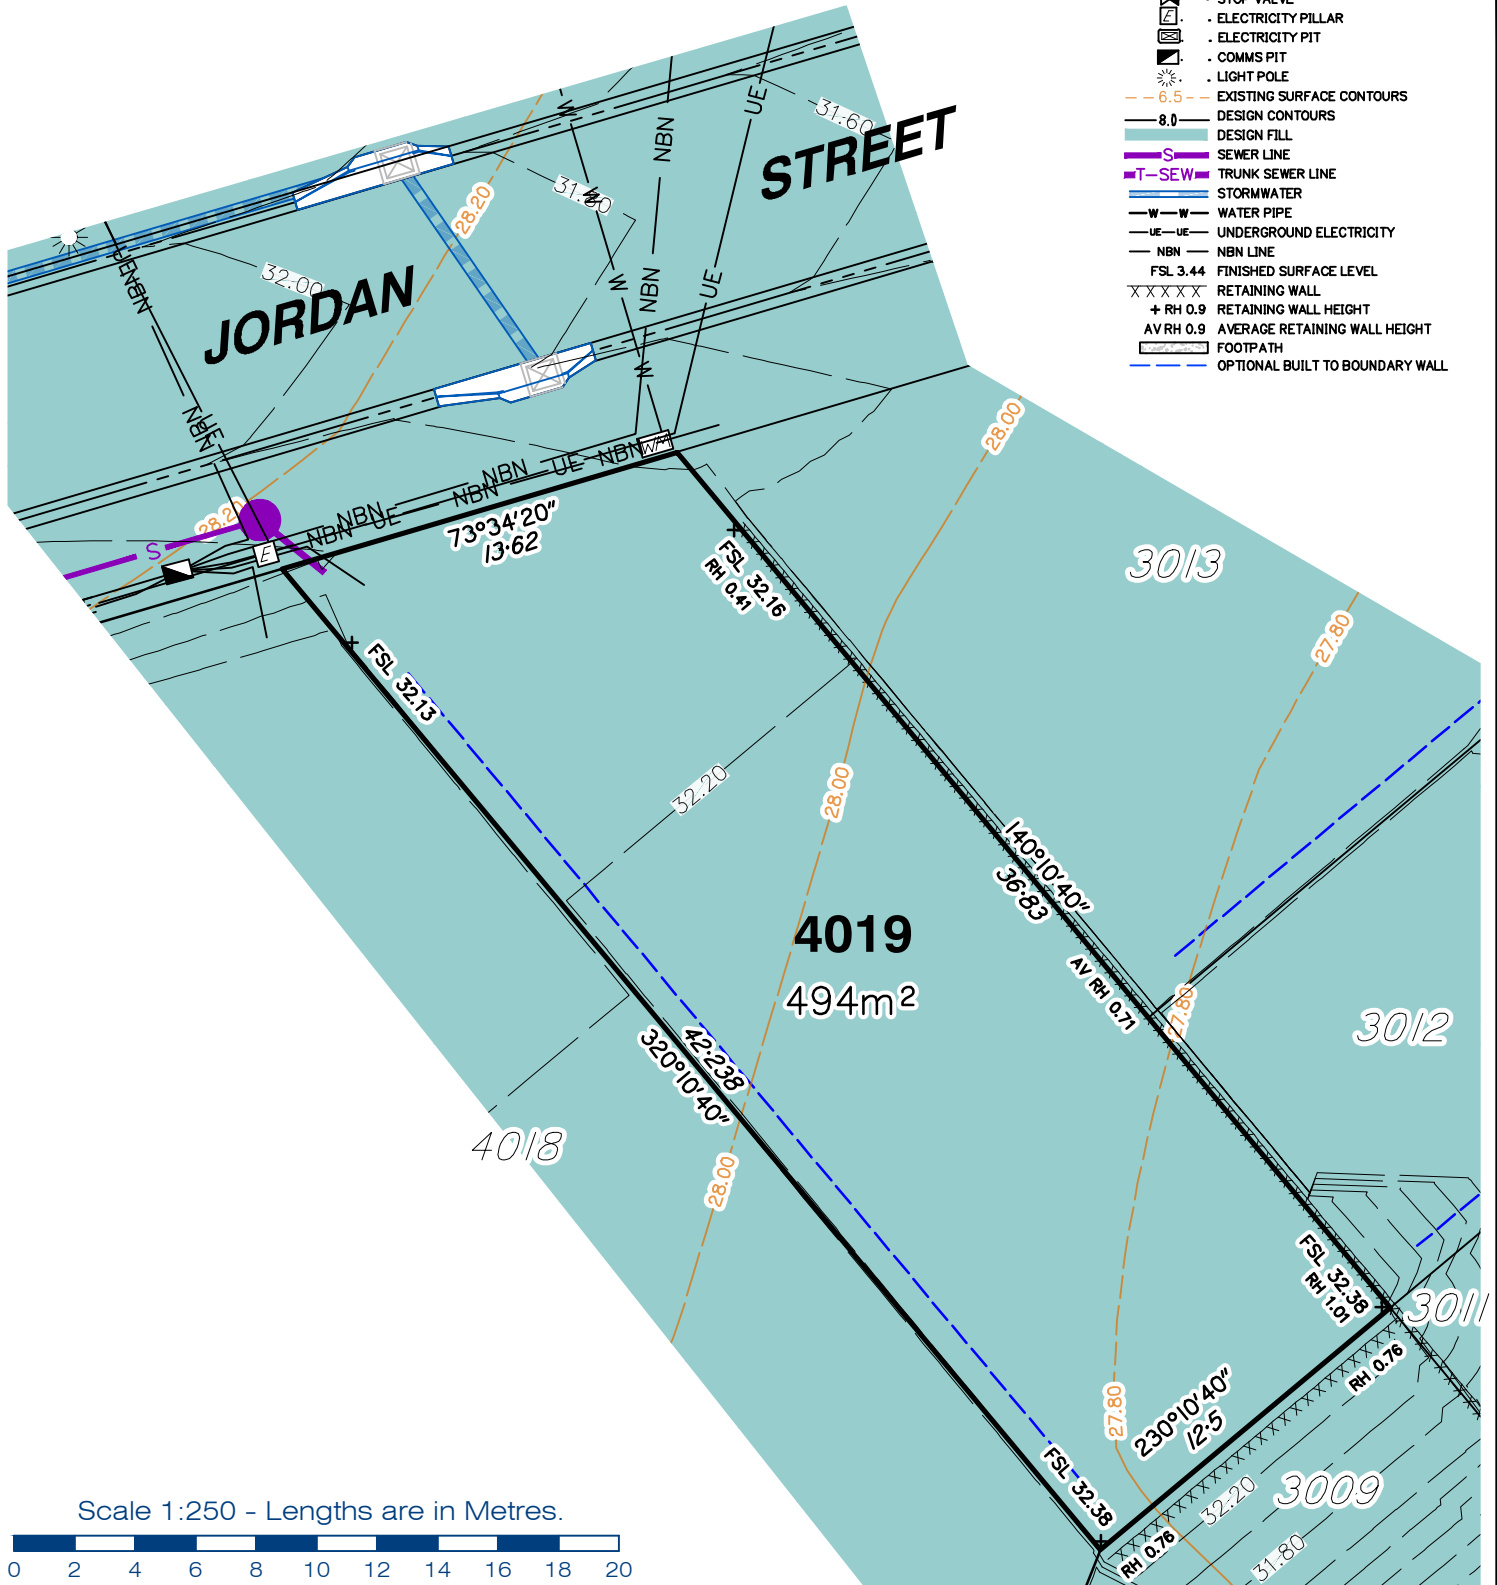 STOP VALVE
E ELECTRICITY PILLAR
ELECTRICITY PIT
COMMS PIT
LIGHT POLE
6.5 EXISTING SURFACE CONTOURS
8.0 DESIGN CONTOURS
DESIGN FILL
S SEWER LINE
T-SEW TRUNK SEWER LINE
STORMWATER
W W WATER PIPE
UE UE UNDERGROUND ELECTRICITY
NBN NBN LINE
FSL 3.44 FINISHED SURFACE LEVEL
X X X X X RETAINING WALL
+ RH 0.9 RETAINING WALL HEIGHT
AV RH 0.9 AVERAGE RETAINING WALL HEIGHT
FOOTPATH
OPTIONAL BUILT TO BOUNDARY WALL
JORDAN STREET
31.60
32.00
28.20
28.20
W
W
W
W
NBN
NBN
UE
UE
NBN
UE
NBN
UE
NBN
NBN
UE
NBN
NBN
UE
NBN
WM
S
E
73°34'20"
13.62
FSL 32.16
RH 0.41
FSL 32.13
28.00
27.80
3013
32.20
28.00
140°10'40"
36.83
AV RH 0.71
4019
494m²
27.80
3012
42.238
320°10'40"
4018
28.00
FSL 32.38
RH 1.01
3011
RH 0.76
230°10'40"
12.5
27.80
FSL 32.38
RH 0.76
32.20
3009
31.80
Scale 1:250 - Lengths are in Metres.
0 2 4 6 8 10 12 14 16 18 20